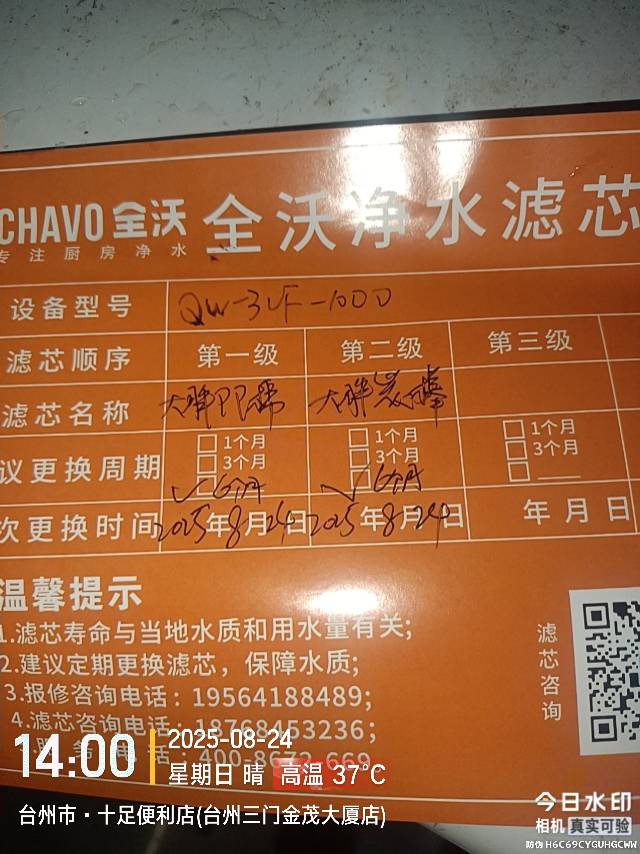 CHAVO 全沃
专注厨房净水
全沃净水滤芯
设备型号 QW-3UF-1000
滤芯顺序 第一级 第二级 第三级
滤芯名称 大胖 大胖炭棒
议更换周期 □1个月 □3个月 √6个月 □1个月 □3个月 √6个月 □1个月 □3个月 □___
次更换时间 2025年8月24日 2025年8月24日 年月日
温馨提示
1.滤芯寿命与当地水质和用水量有关;
2.建议定期更换滤芯，保障水质;
3.报修咨询电话：19564188489;
4.滤芯咨询电话：18768453236;
电话：400-8672-669
滤芯咨询
14:00
2025-08-24
星期日 晴 高温 37°C
台州市·十足便利店(台州三门金茂大厦店)
今日水印
相机 真实可验
防伪 H6C69CYGUHGCWW